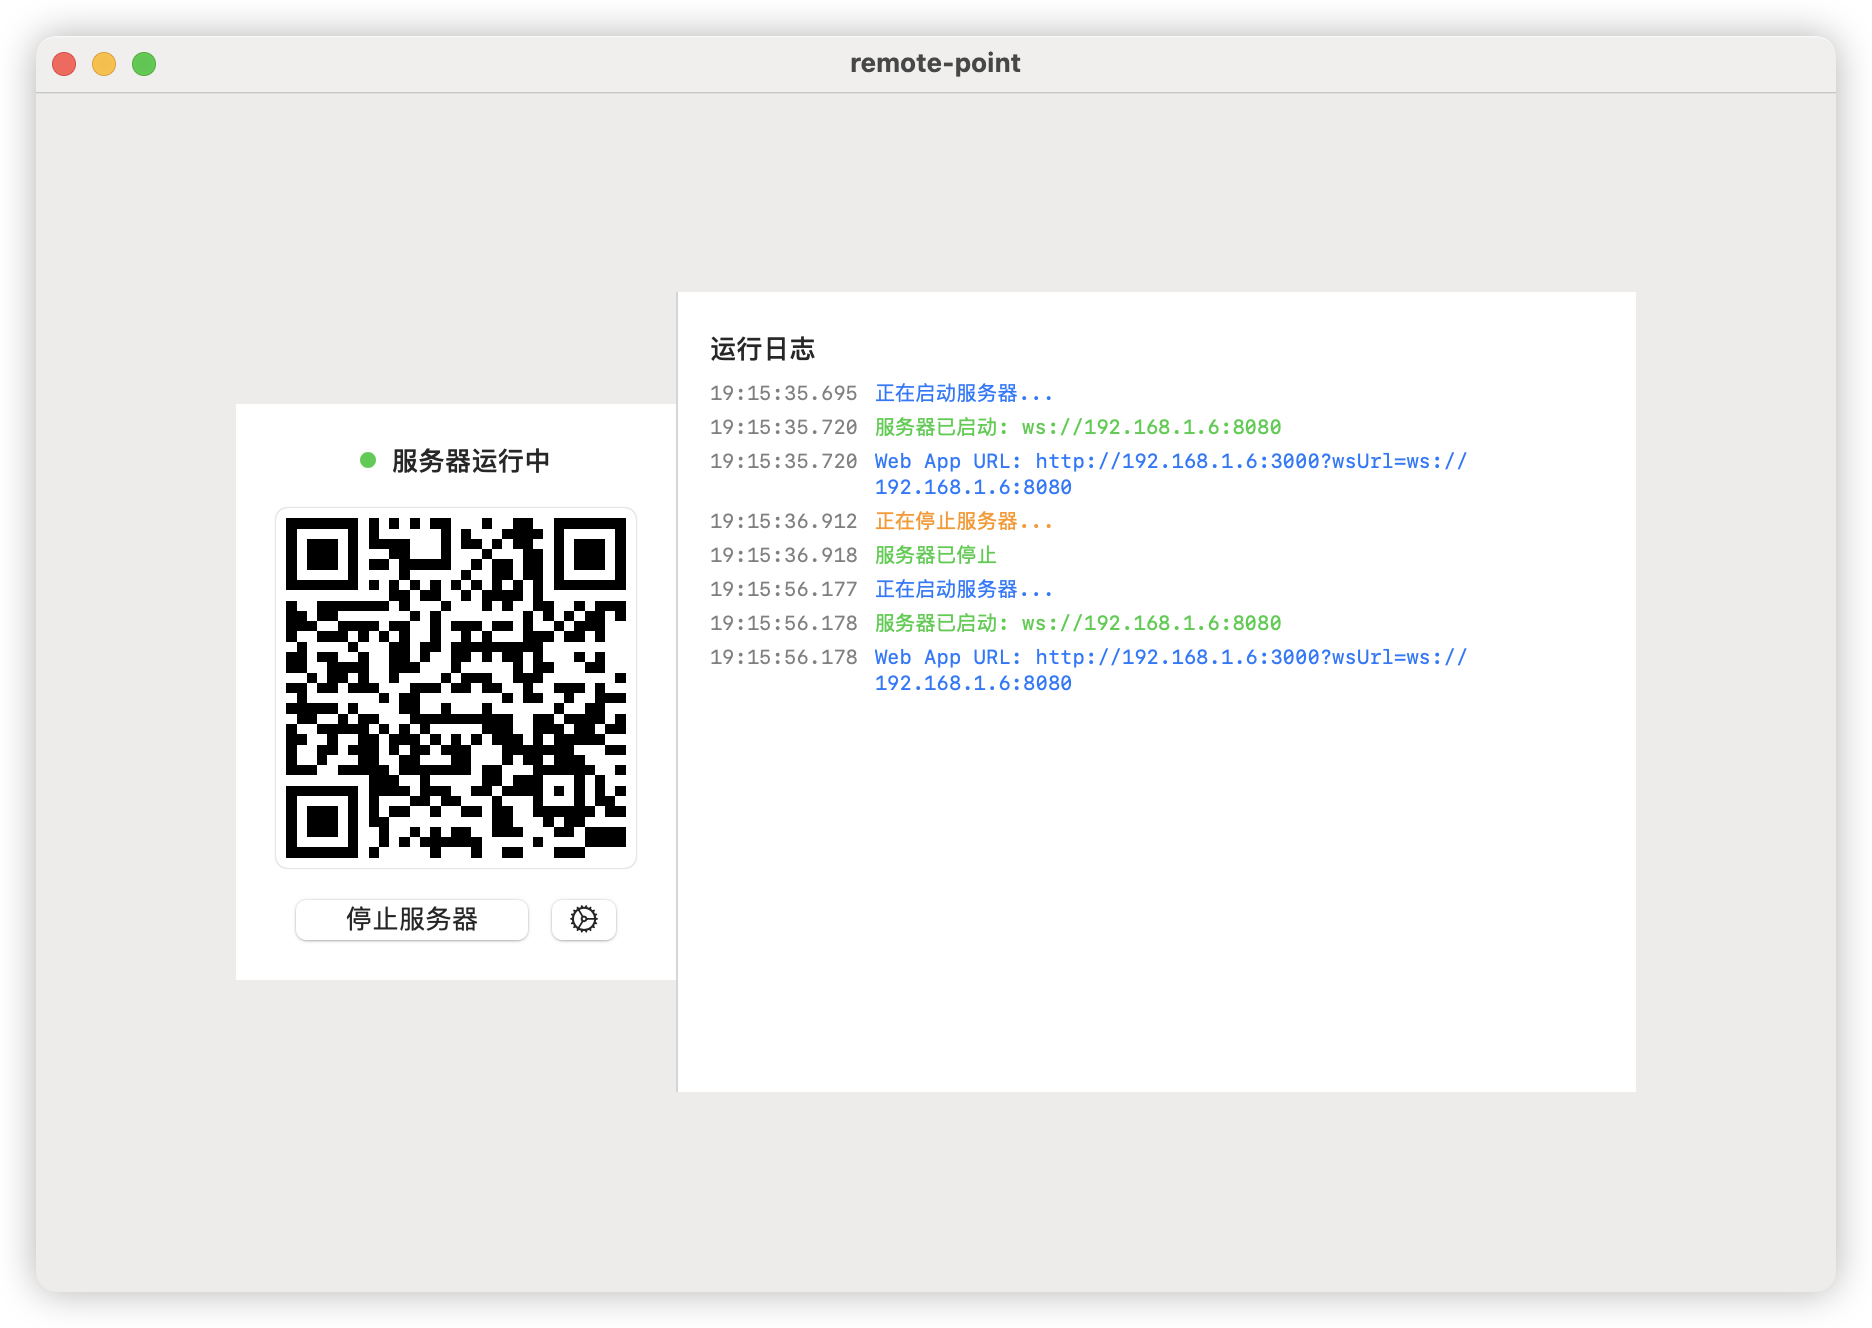 remote-point
服务器运行中
停止服务器
运行日志
19:15:35.695 正在启动服务器...
19:15:35.720 服务器已启动: ws://192.168.1.6:8080
19:15:35.720 Web App URL: http://192.168.1.6:3000?wsUrl=ws://
192.168.1.6:8080
19:15:36.912 正在停止服务器...
19:15:36.918 服务器已停止
19:15:56.177 正在启动服务器...
19:15:56.178 服务器已启动: ws://192.168.1.6:8080
19:15:56.178 Web App URL: http://192.168.1.6:3000?wsUrl=ws://
192.168.1.6:8080